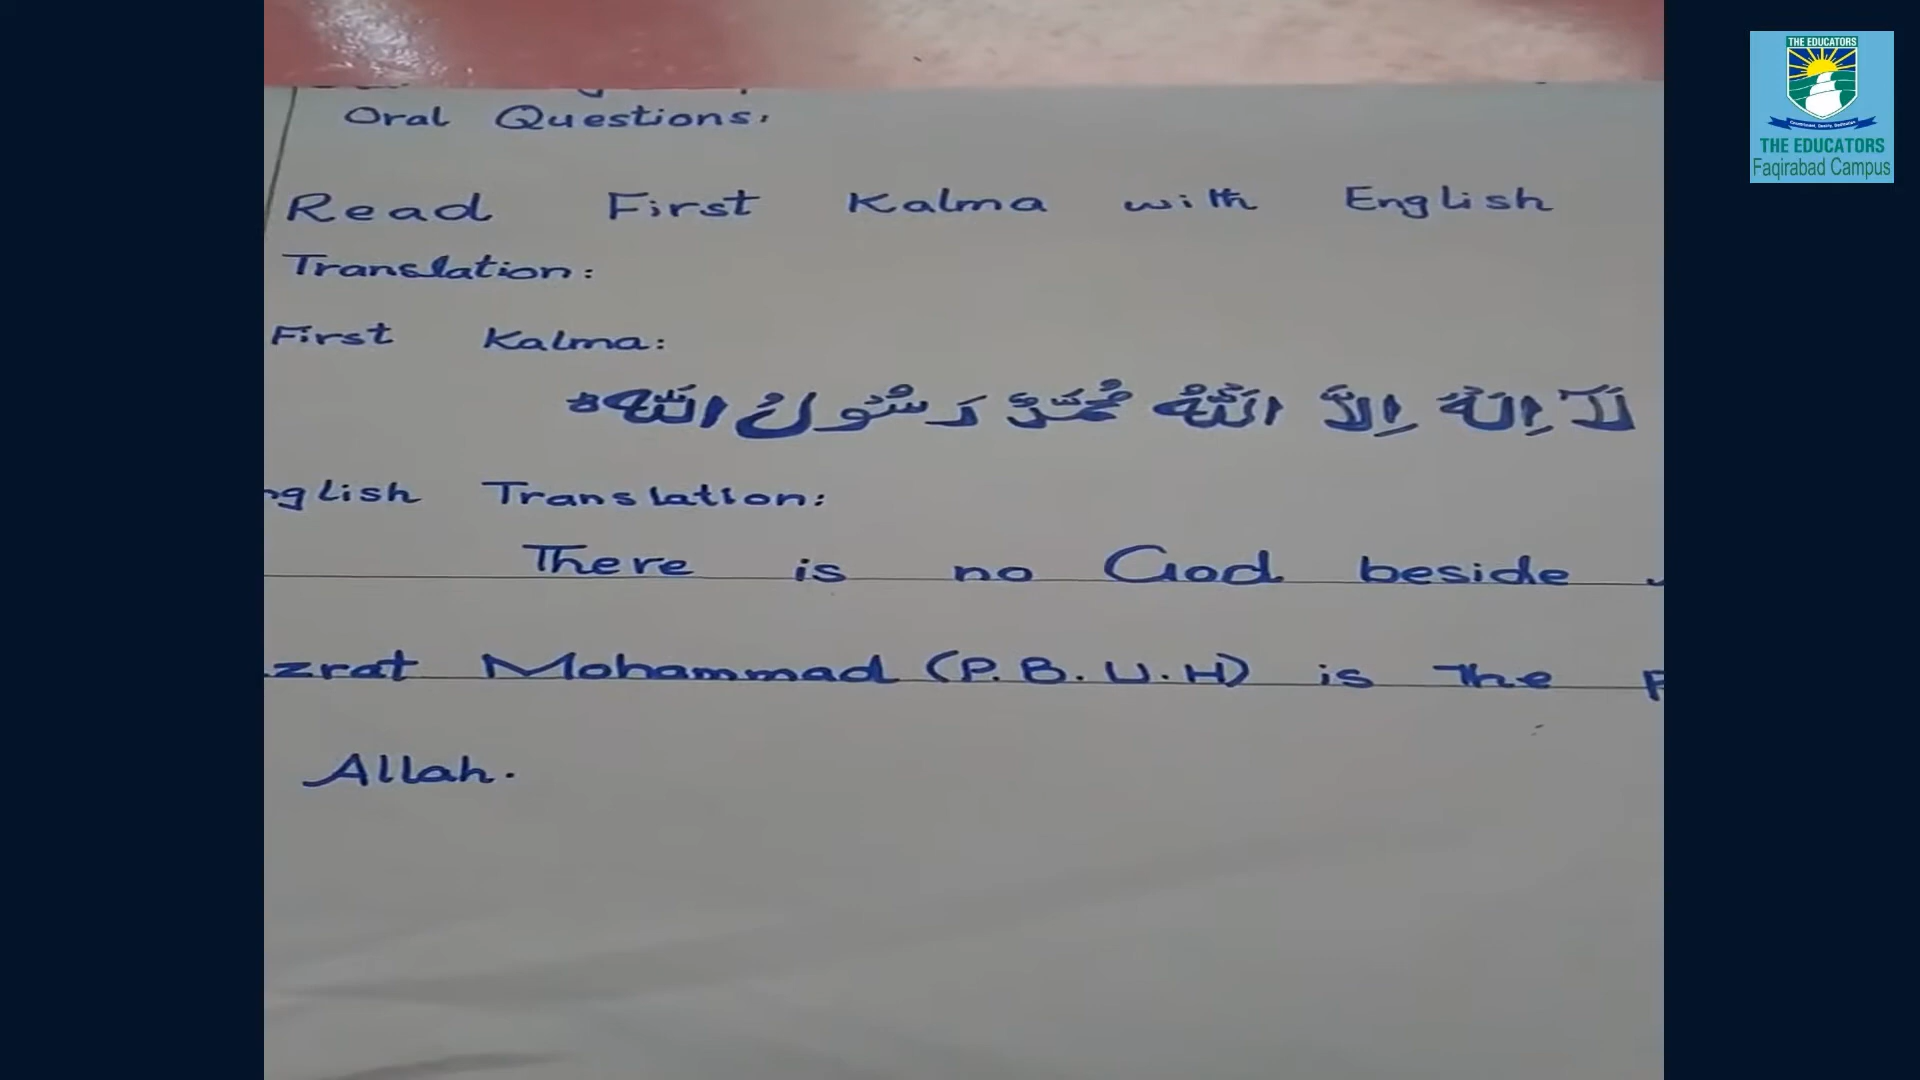 Oral Questions:
Read First Kalma with English
Translation:
First Kalma:
لَآ اِلٰهَ اِلَّا اللّٰهُ مُحَمَّدٌ رَسُوْلُ اللّٰهِ ط
nglish Translation:
There is no God beside
zrat Mohammad (P.B.U.H) is the P
Allah.
THE EDUCATORS
THE EDUCATORS
Faqirabad Campus